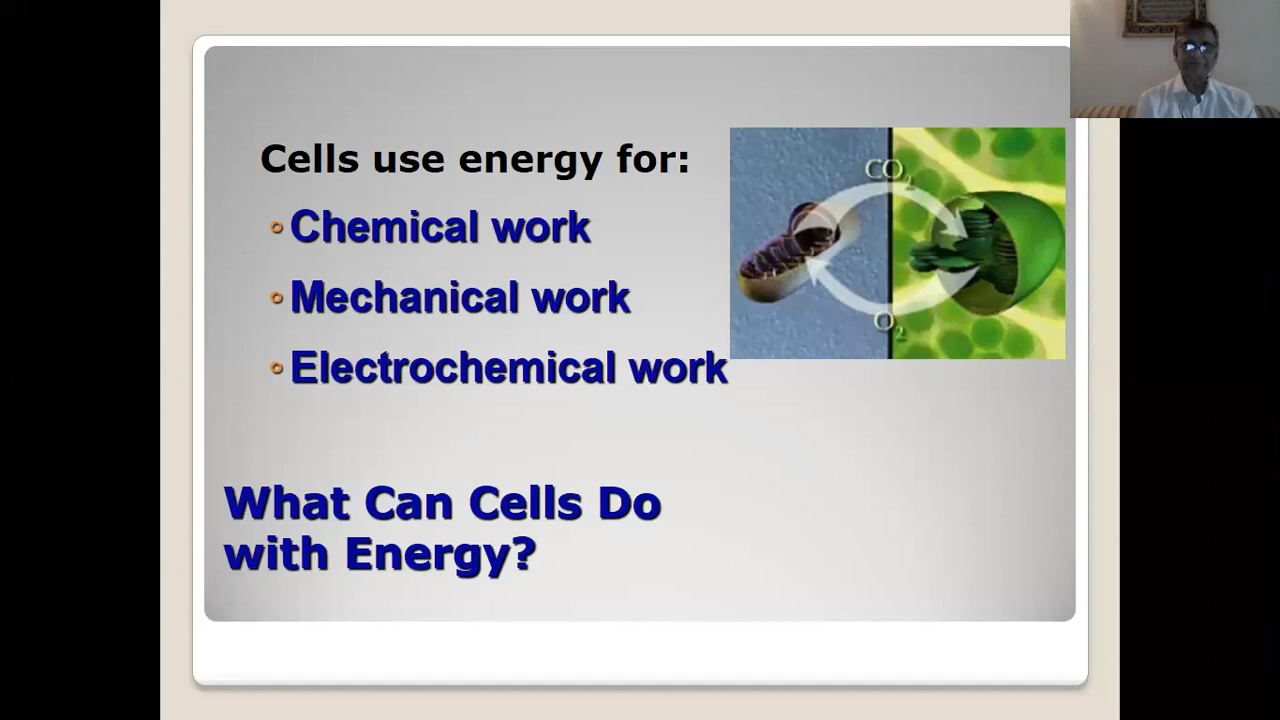 Cells use energy for:
◦Chemical work
◦Mechanical work
◦Electrochemical work
CO₂
O₂
What Can Cells Do
with Energy?